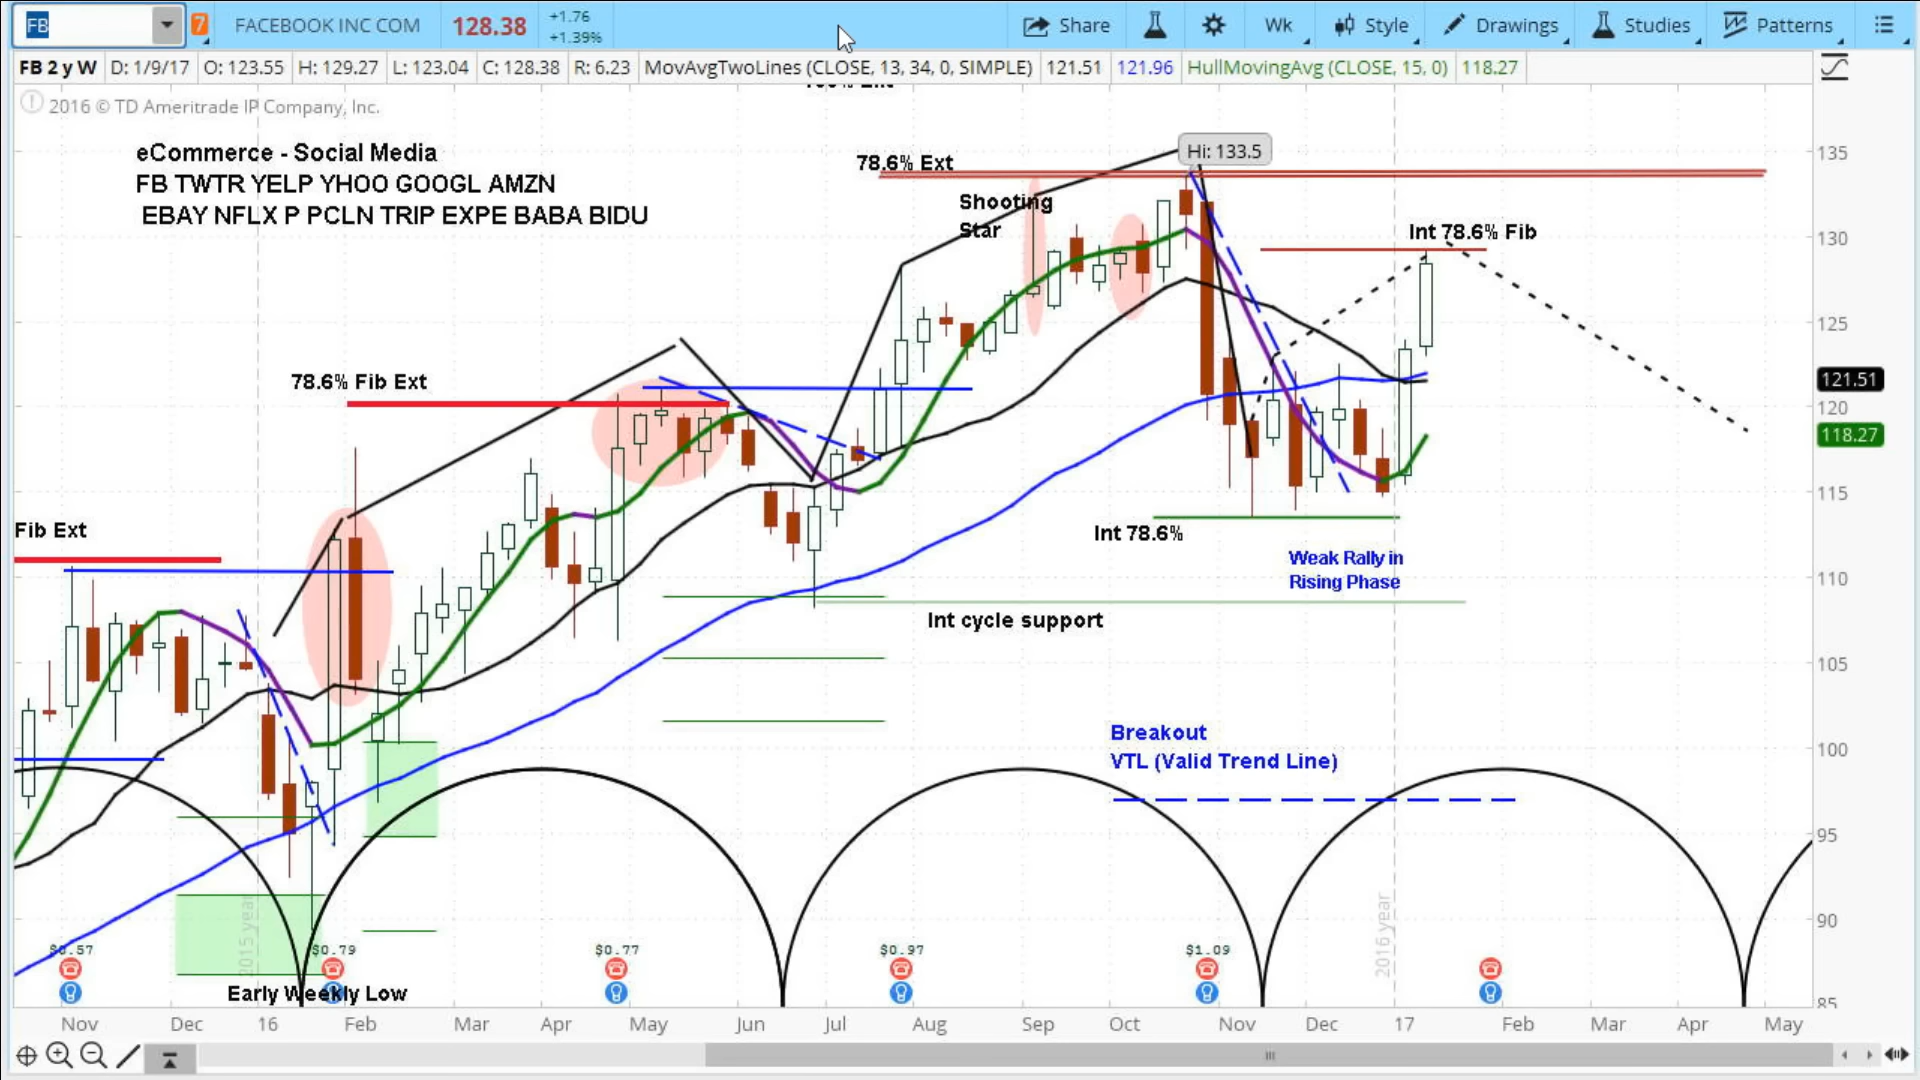 FB 7 FACEBOOK INC COM 128.38 +1.76 Share Wk Style Drawings Studies Patterns
+1.39%
FB 2 y W D: 1/9/17 O: 123.55 H: 129.27 L: 123.04 C: 128.38 R: 6.23 MovAvgTwoLines (CLOSE, 13, 34, 0, SIMPLE) 121.51 121.96 HullMovingAvg (CLOSE, 15, 0) 118.27
2016 © TD Ameritrade IP Company, Inc.
eCommerce - Social Media
FB TWTR YELP YHOO GOOGL AMZN
EBAY NFLX P PCLN TRIP EXPE BABA BIDU
Hi: 133.5
135
78.6% Ext
Shooting
Star
Int 78.6% Fib
130
125
78.6% Fib Ext
121.51
120
118.27
115
Fib Ext
Int 78.6%
Weak Rally in
Rising Phase
110
Int cycle support
105
Breakout
VTL (Valid Trend Line)
100
95
90
2015 year
2016 year
$0.57 $0.79 $0.77 $0.97 $1.09
Early Weekly Low
85
Nov Dec 16 Feb Mar Apr May Jun Jul Aug Sep Oct Nov Dec 17 Feb Mar Apr May